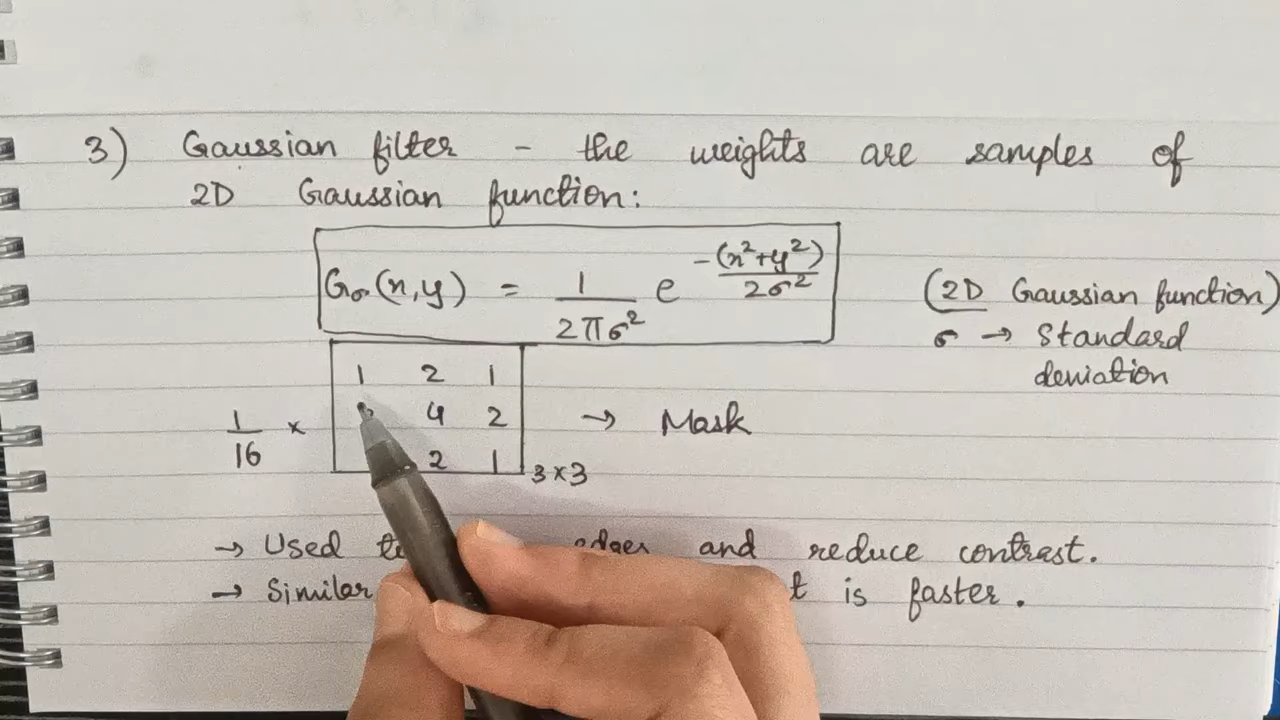 3) Gaussian filter - the weights are samples of
2D Gaussian function:
Gσ(x,y) = 1/2πσ² e^-(x²+y²)/2σ²
(2D Gaussian function)
σ → Standard
deviation
1 2 1
4 2
2 1
1/16 ×
3×3
→ Mask
→ Used edges and reduce contrast.
→ Similar is faster.